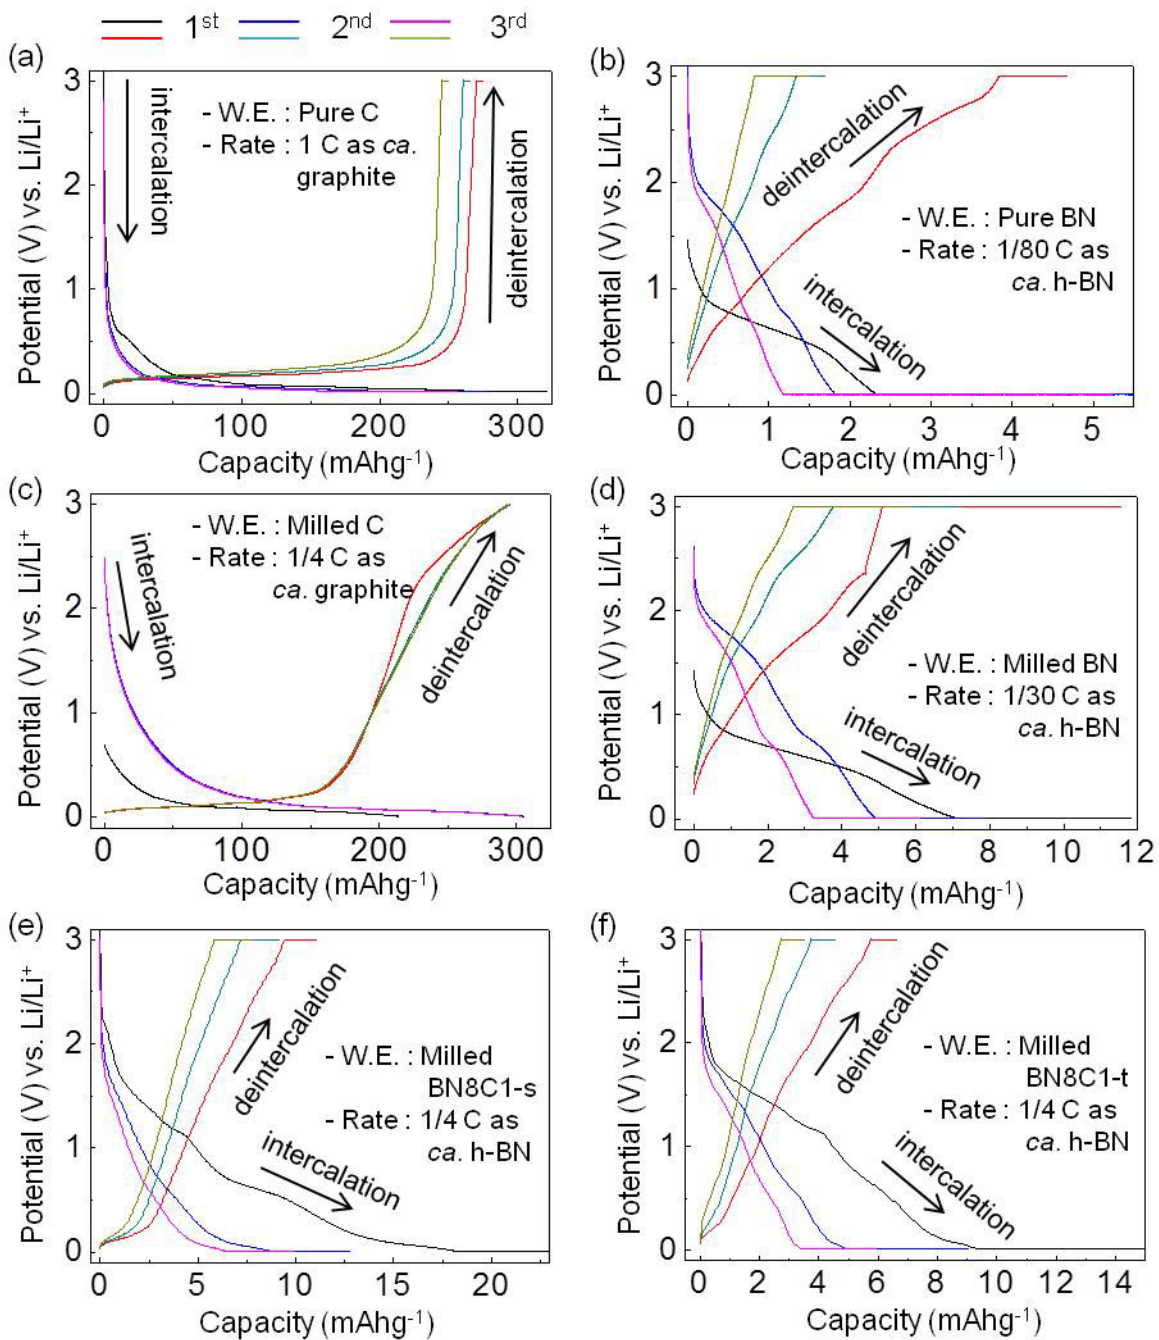 1st 2nd 3rd
(a)
3
2
1
0
Potential (V) vs. Li/Li+
intercalation
- W.E. : Pure C
- Rate : 1 C as ca.
graphite
deintercalation
0 100 200 300
Capacity (mAhg-1)
(b)
3
2
1
0
Potential (V) vs. Li/Li+
deintercalation
- W.E. : Pure BN
- Rate : 1/80 C as
ca. h-BN
intercalation
0 1 2 3 4 5
Capacity (mAhg-1)
(c)
3
2
1
0
Potential (V) vs. Li/Li+
intercalation
- W.E. : Milled C
- Rate : 1/4 C as
ca. graphite
deintercalation
0 100 200 300
Capacity (mAhg-1)
(d)
3
2
1
0
Potential (V) vs. Li/Li+
deintercalation
- W.E. : Milled BN
- Rate : 1/30 C as
ca. h-BN
intercalation
0 2 4 6 8 10 12
Capacity (mAhg-1)
(e)
3
2
1
0
Potential (V) vs. Li/Li+
deintercalation
- W.E. : Milled
BN8C1-s
- Rate : 1/4 C as
ca. h-BN
intercalation
0 5 10 15 20
Capacity (mAhg-1)
(f)
3
2
1
0
Potential (V) vs. Li/Li+
deintercalation
- W.E. : Milled
BN8C1-t
- Rate : 1/4 C as
ca. h-BN
intercalation
0 2 4 6 8 10 12 14
Capacity (mAhg-1)